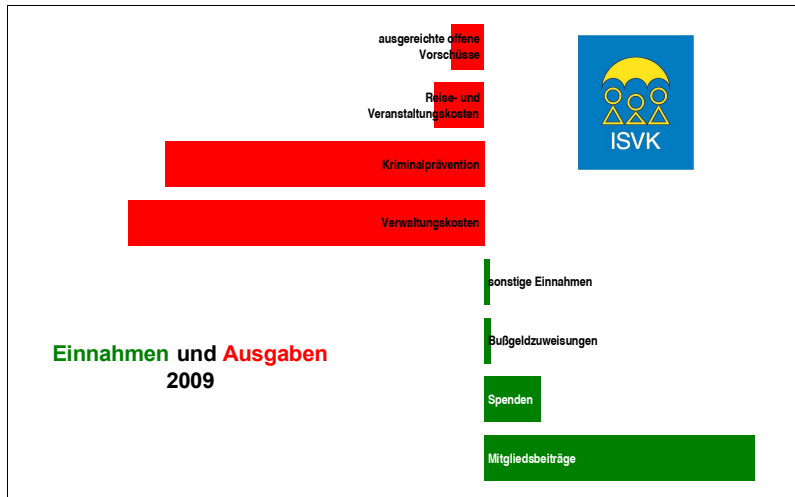 ausgereichte offene
Vorschüsse
Reise- und
Veranstaltungskosten
Kriminalprävention
Verwaltungskosten
sonstige Einnahmen
Bußgeldzuweisungen
Spenden
Mitgliedsbeiträge
Einnahmen und Ausgaben
2009
ISVK